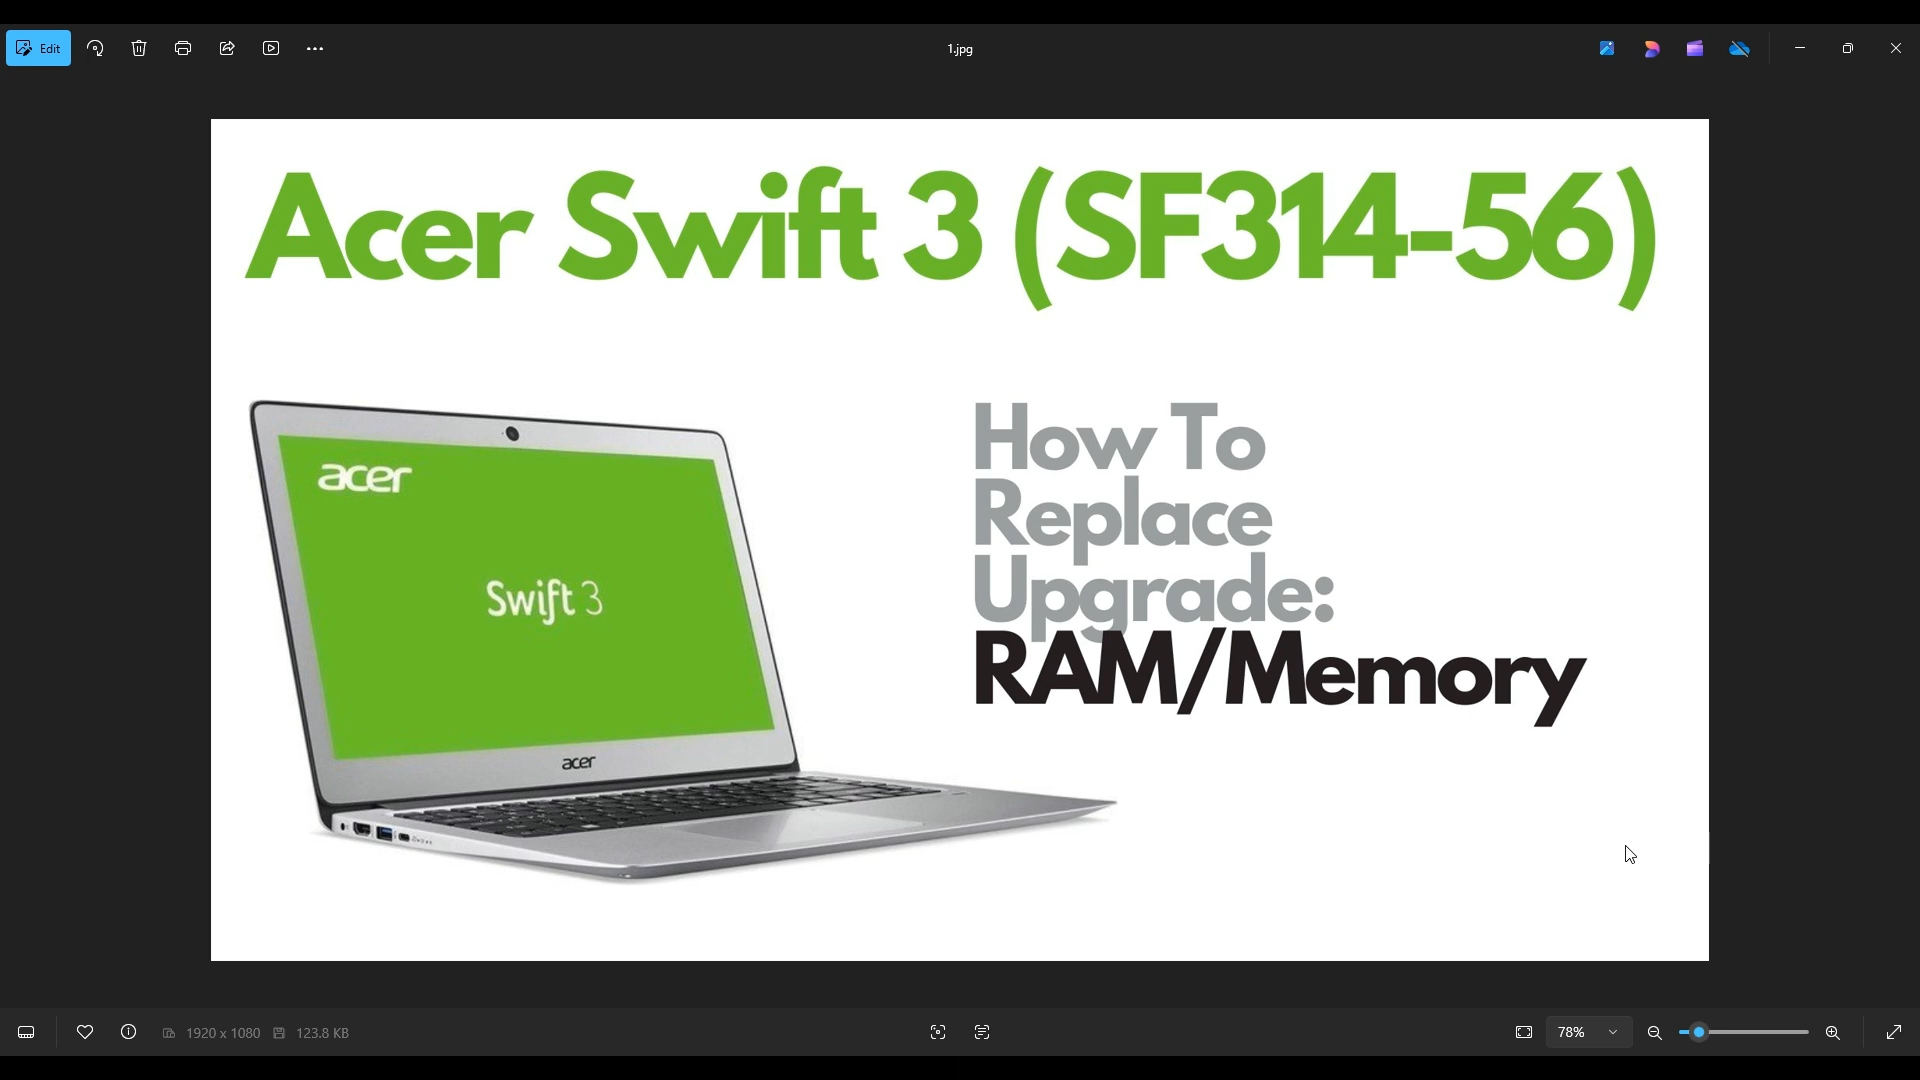 Edit
1.jpg
Acer Swift 3 (SF314-56)
acer
Swift 3
acer
How To
Replace
Upgrade:
RAM/Memory
1920 x 1080
123.8 KB
78%